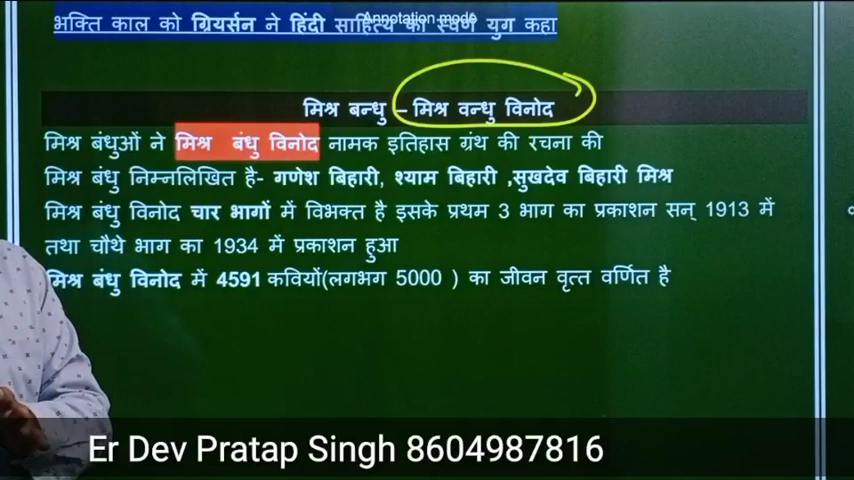 Annotation mode
भक्ति काल को ग्रियर्सन ने हिंदी साहित्य का स्वर्ण युग कहा
मिश्र बन्धु – मिश्र वन्धु विनोद
मिश्र बंधुओं ने मिश्र बंधु विनोद नामक इतिहास ग्रंथ की रचना की
मिश्र बंधु निम्नलिखित है- गणेश बिहारी, श्याम बिहारी ,सुखदेव बिहारी मिश्र
मिश्र बंधु विनोद चार भागों में विभक्त है इसके प्रथम 3 भाग का प्रकाशन सन् 1913 में
तथा चौथे भाग का 1934 में प्रकाशन हुआ
मिश्र बंधु विनोद में 4591 कवियों(लगभग 5000 ) का जीवन वृत्त वर्णित है
Er Dev Pratap Singh 8604987816